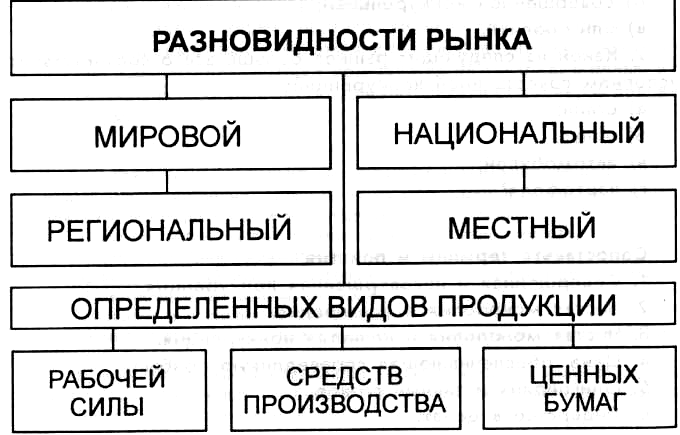 РАЗНОВИДНОСТИ РЫНКА
МИРОВОЙ
НАЦИОНАЛЬНЫЙ
РЕГИОНАЛЬНЫЙ
МЕСТНЫЙ
ОПРЕДЕЛЕННЫХ ВИДОВ ПРОДУКЦИИ
РАБОЧЕЙ
СИЛЫ
СРЕДСТВ
ПРОИЗВОДСТВА
ЦЕННЫХ
БУМАГ